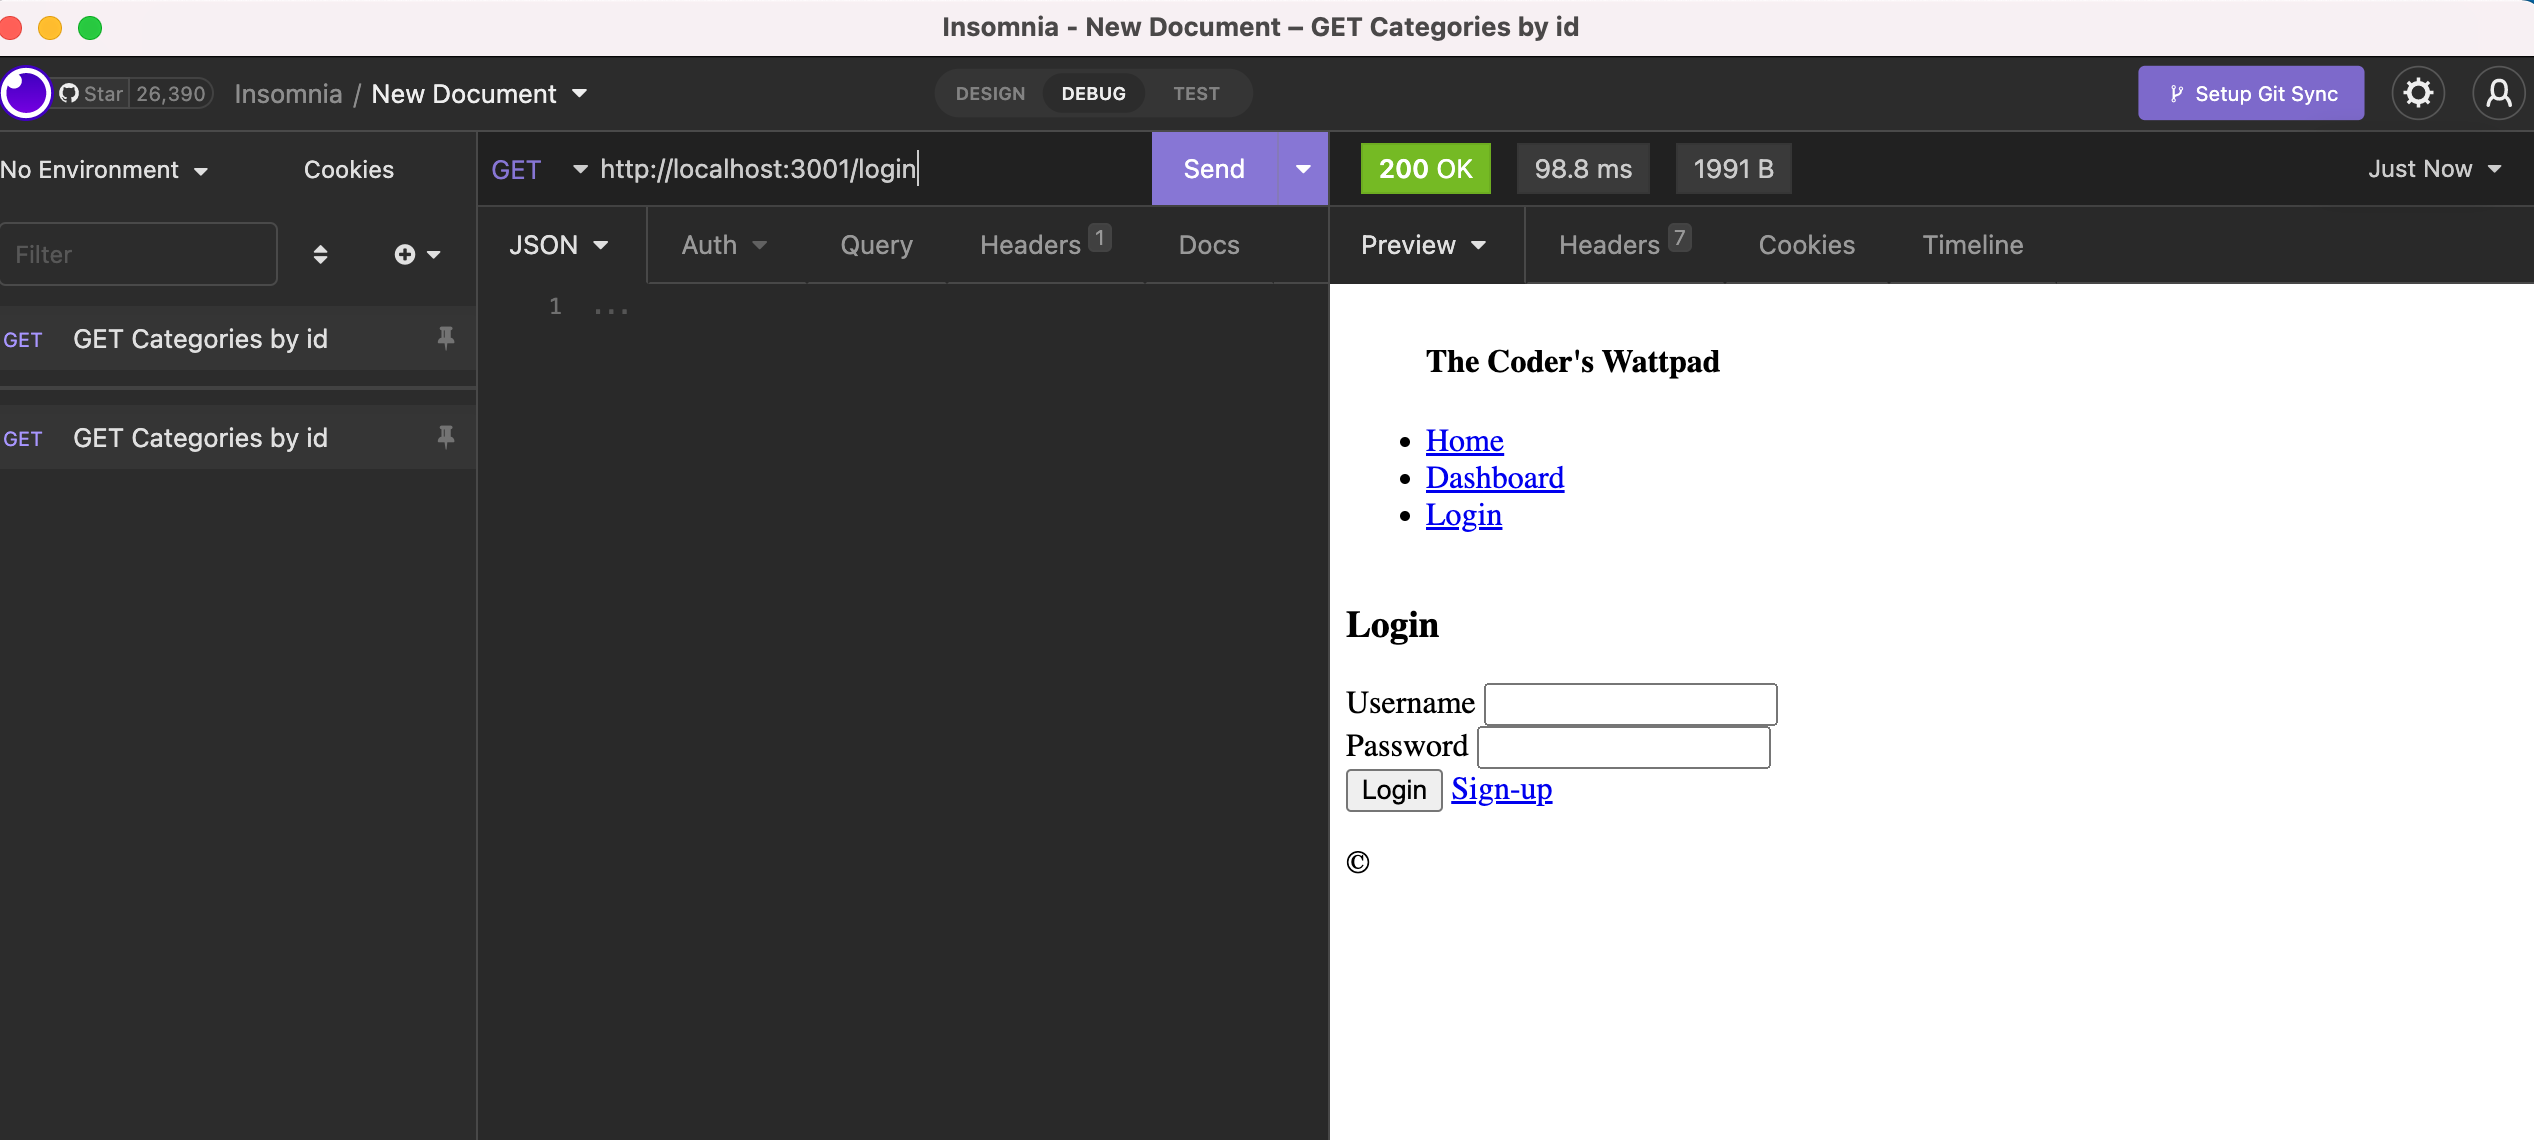 Insomnia - New Document – GET Categories by id
Star 26,390 Insomnia / New Document DESIGN DEBUG TEST Setup Git Sync
No Environment Cookies GET http://localhost:3001/login Send 200 OK 98.8 ms 1991 B Just Now
Filter JSON Auth Query Headers 1 Docs Preview Headers 7 Cookies Timeline
1 ...
GET GET Categories by id
GET GET Categories by id
The Coder's Wattpad
Home
Dashboard
Login
Login
Username
Password
Login Sign-up
©